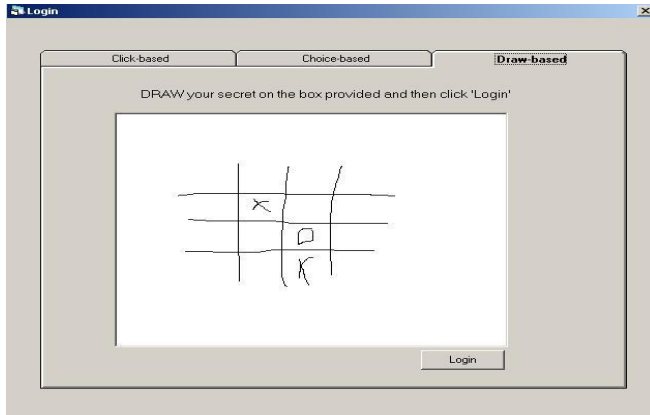 Login
Click-based Choice-based Draw-based
DRAW your secret on the box provided and then click 'Login'
x
K
Login